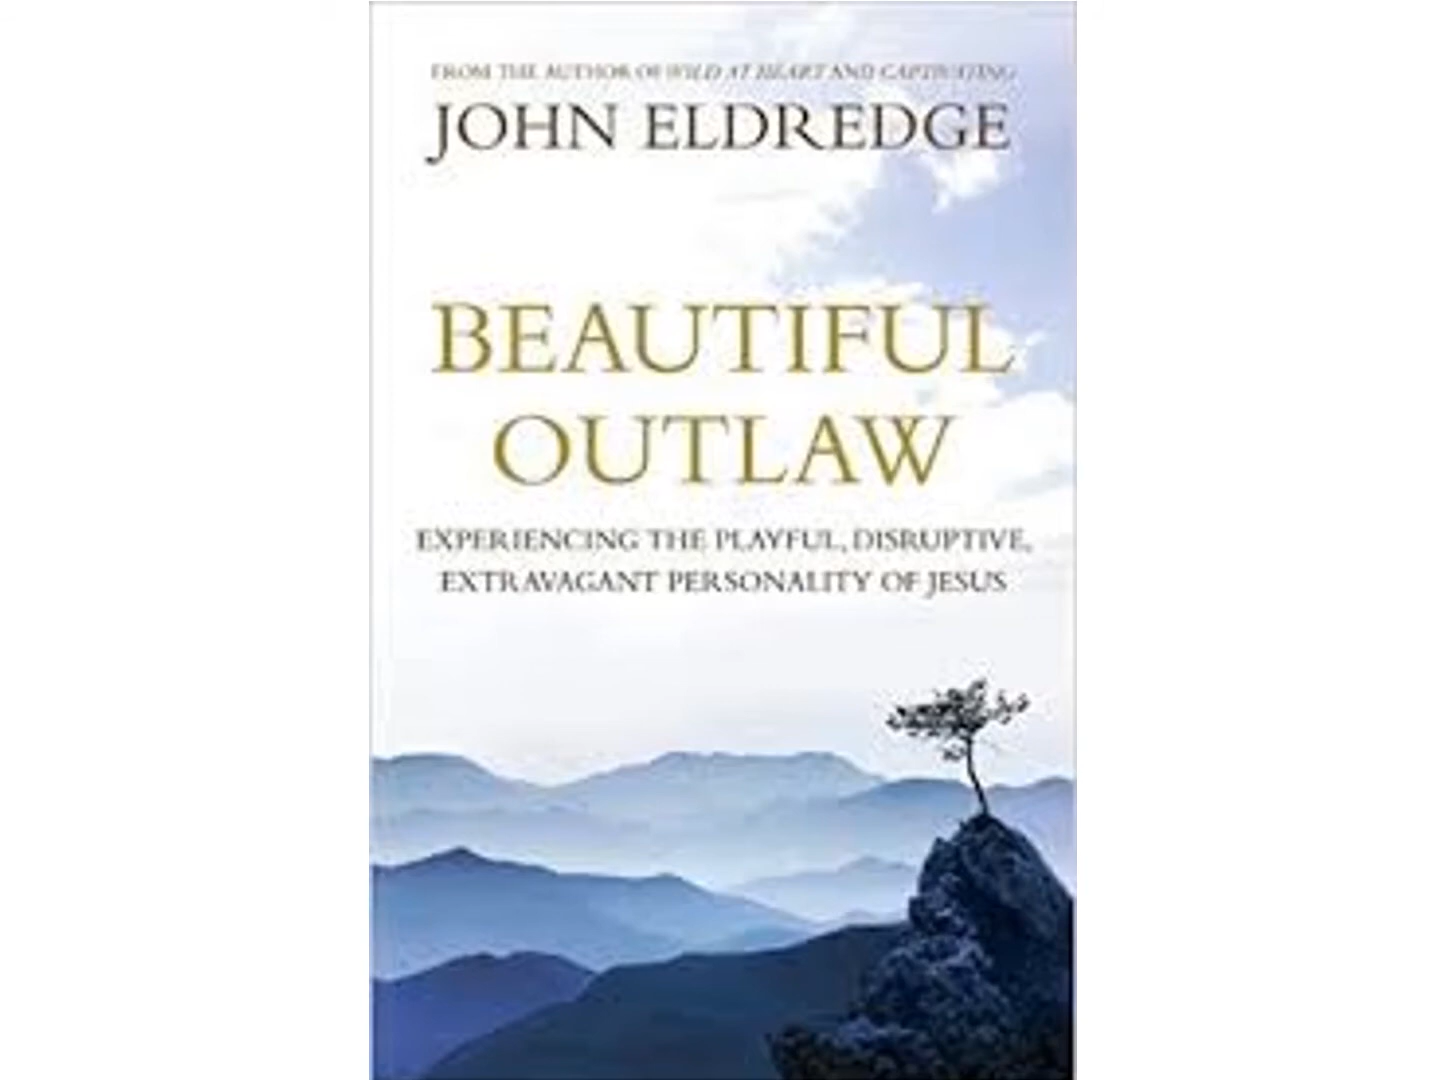 FROM THE AUTHOR OF WILD AT HEART AND CAPTIVATING
JOHN ELDREDGE
BEAUTIFUL
OUTLAW
EXPERIENCING THE PLAYFUL, DISRUPTIVE,
EXTRAVAGANT PERSONALITY OF JESUS